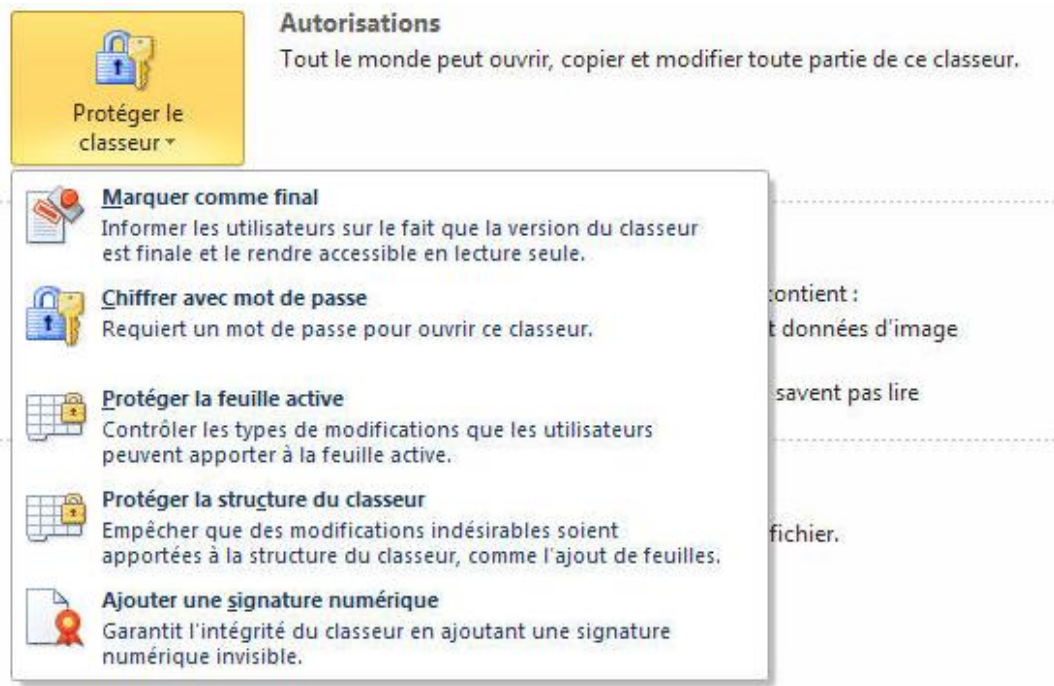 Autorisations
Tout le monde peut ouvrir, copier et modifier toute partie de ce classeur.
Protéger le
classeur
Marquer comme final
Informer les utilisateurs sur le fait que la version du classeur
est finale et le rendre accessible en lecture seule.
Chiffrer avec mot de passe
Requiert un mot de passe pour ouvrir ce classeur.
Protéger la feuille active
Contrôler les types de modifications que les utilisateurs
peuvent apporter à la feuille active.
Protéger la structure du classeur
Empêcher que des modifications indésirables soient
apportées à la structure du classeur, comme l'ajout de feuilles.
Ajouter une signature numérique
Garantit l'intégrité du classeur en ajoutant une signature
numérique invisible.
contient :
t données d'image
savent pas lire
fichier.